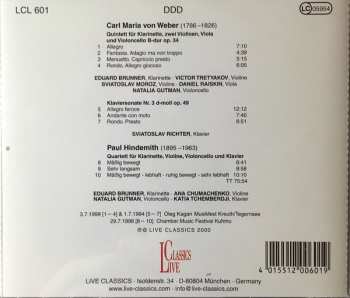 LCL 601 DDD LC 05954
Carl Maria von Weber (1786 -1826)
Quintett für Klarinette, zwei Violinen, Viola
und Violoncello B-dur op. 34
1 Allegro 7:10
2 Fantasia. Adagio ma non troppo 4:39
3 Menuetto. Capriccio presto
4 Rondo. Allegro giocoso 6:05
EDUARD BRUNNER, Klarinette · VICTOR TRETYAKOV, Violine
SVIATOSLAV MOROZ, Violine · DANIEL RAISKIN, Viola
NATALIA GUTMAN, Violoncello
Klaviersonate Nr. 3 d-moll op. 49
5 Allegro feroce 12:12
6 Andante con moto 7:40
7 Rondo. Presto 6:51
SVIATOSLAV RICHTER, Klavier
Paul Hindemith (1895 -1963)
Quartett für Klarinette, Violine, Violoncello und Klavier
8 Mäßig bewegt 9:41
9 Sehr langsam 9:58
10 Mäßig bewegt - lebhaft - ruhig bewegt - sehr lebhaft 10:10
TT 75:54
EDUARD BRUNNER, Klarinette · ANA CHUMACHENKO, Violine
NATALIA GUTMAN, Violoncello · KATIA TCHEMBERDJI, Klavier
Oleg Kagan Musikfest Kreuth/Tegernsee
Chamber Music Festival Kuhmo
℗ © LIVE CLASSICS 2000
LIVE CLASSICS
LIVE CLASSICS · Isoldenstr. 34 · D-80804 München · Germany
www.live-classics.com · info@live-classics.com
4 015512 006019